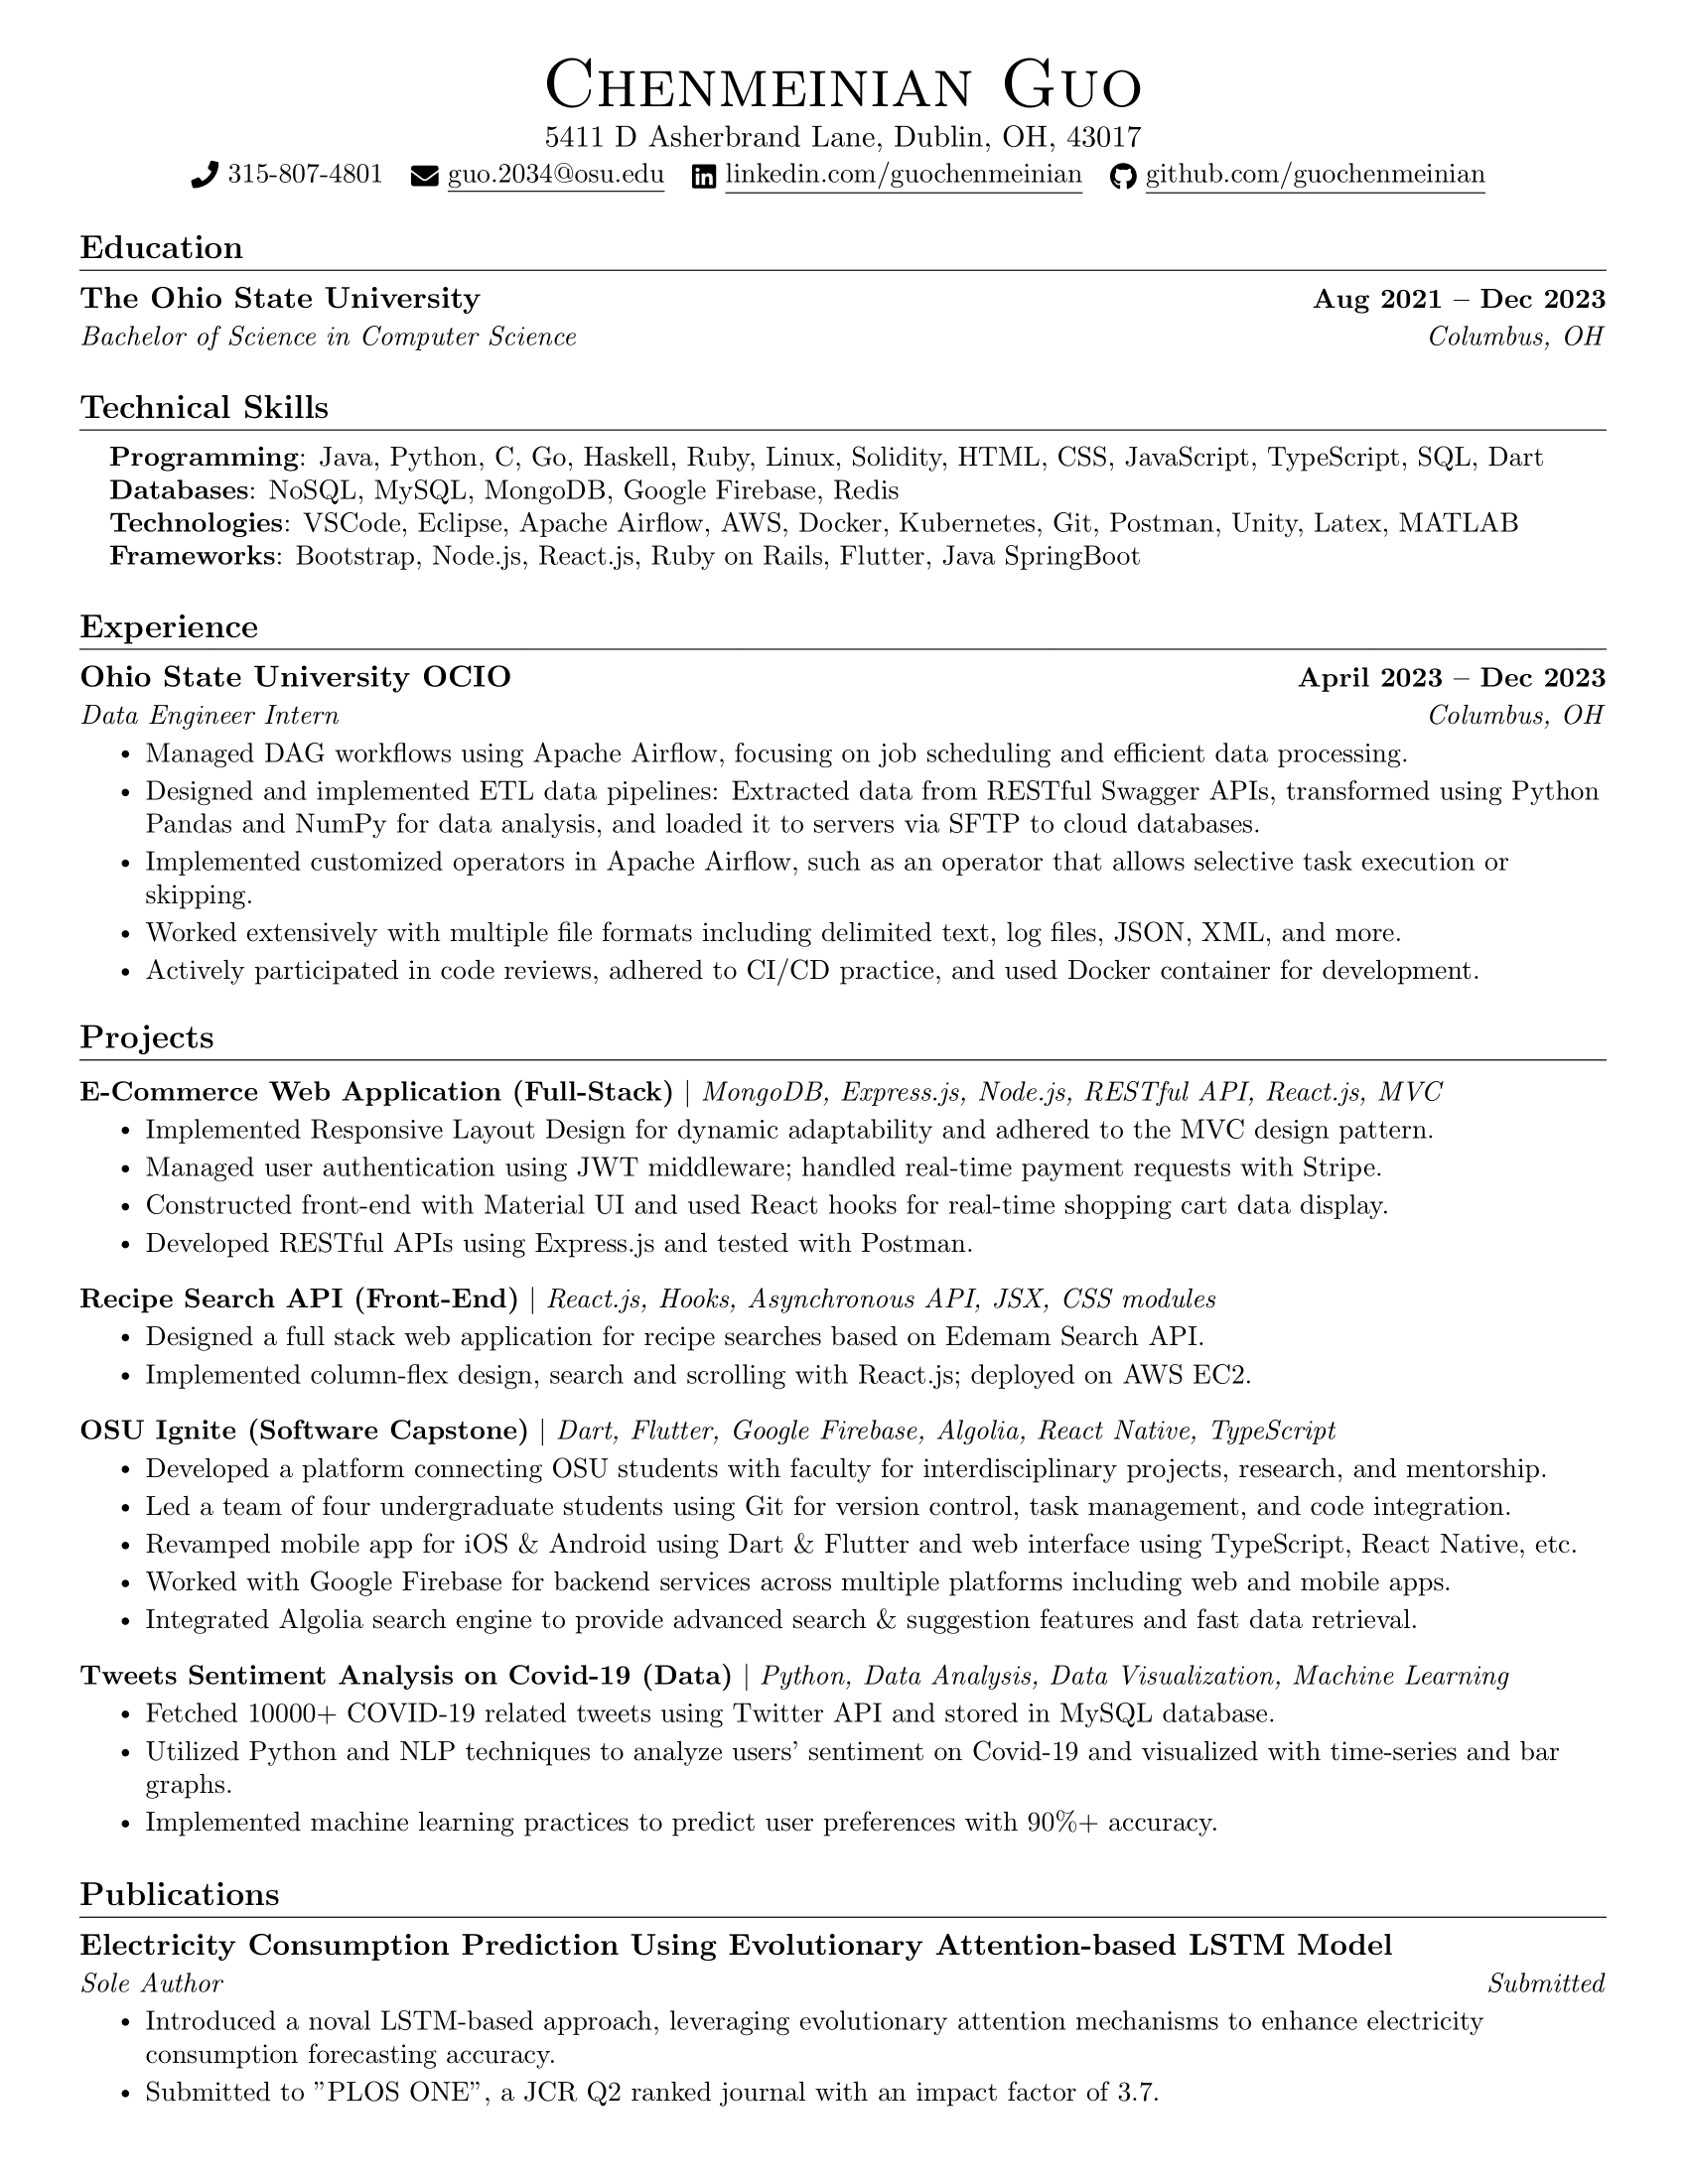 Chenmeinian Guo
5411 D Asherbrand Lane, Dublin, OH, 43017
315-807-4801 guo.2034@osu.edu linkedin.com/guochenmeinian github.com/guochenmeinian
Education
The Ohio State University Aug 2021 – Dec 2023
Bachelor of Science in Computer Science Columbus, OH
Technical Skills
Programming: Java, Python, C, Go, Haskell, Ruby, Linux, Solidity, HTML, CSS, JavaScript, TypeScript, SQL, Dart
Databases: NoSQL, MySQL, MongoDB, Google Firebase, Redis
Technologies: VSCode, Eclipse, Apache Airflow, AWS, Docker, Kubernetes, Git, Postman, Unity, Latex, MATLAB
Frameworks: Bootstrap, Node.js, React.js, Ruby on Rails, Flutter, Java SpringBoot
Experience
Ohio State University OCIO April 2023 – Dec 2023
Data Engineer Intern Columbus, OH
• Managed DAG workflows using Apache Airflow, focusing on job scheduling and efficient data processing.
• Designed and implemented ETL data pipelines: Extracted data from RESTful Swagger APIs, transformed using Python
Pandas and NumPy for data analysis, and loaded it to servers via SFTP to cloud databases.
• Implemented customized operators in Apache Airflow, such as an operator that allows selective task execution or
skipping.
• Worked extensively with multiple file formats including delimited text, log files, JSON, XML, and more.
• Actively participated in code reviews, adhered to CI/CD practice, and used Docker container for development.
Projects
E-Commerce Web Application (Full-Stack) | MongoDB, Express.js, Node.js, RESTful API, React.js, MVC
• Implemented Responsive Layout Design for dynamic adaptability and adhered to the MVC design pattern.
• Managed user authentication using JWT middleware; handled real-time payment requests with Stripe.
• Constructed front-end with Material UI and used React hooks for real-time shopping cart data display.
• Developed RESTful APIs using Express.js and tested with Postman.
Recipe Search API (Front-End) | React.js, Hooks, Asynchronous API, JSX, CSS modules
• Designed a full stack web application for recipe searches based on Edemam Search API.
• Implemented column-flex design, search and scrolling with React.js; deployed on AWS EC2.
OSU Ignite (Software Capstone) | Dart, Flutter, Google Firebase, Algolia, React Native, TypeScript
• Developed a platform connecting OSU students with faculty for interdisciplinary projects, research, and mentorship.
• Led a team of four undergraduate students using Git for version control, task management, and code integration.
• Revamped mobile app for iOS & Android using Dart & Flutter and web interface using TypeScript, React Native, etc.
• Worked with Google Firebase for backend services across multiple platforms including web and mobile apps.
• Integrated Algolia search engine to provide advanced search & suggestion features and fast data retrieval.
Tweets Sentiment Analysis on Covid-19 (Data) | Python, Data Analysis, Data Visualization, Machine Learning
• Fetched 10000+ COVID-19 related tweets using Twitter API and stored in MySQL database.
• Utilized Python and NLP techniques to analyze users' sentiment on Covid-19 and visualized with time-series and bar
graphs.
• Implemented machine learning practices to predict user preferences with 90%+ accuracy.
Publications
Electricity Consumption Prediction Using Evolutionary Attention-based LSTM Model
Sole Author Submitted
• Introduced a noval LSTM-based approach, leveraging evolutionary attention mechanisms to enhance electricity
consumption forecasting accuracy.
• Submitted to ”PLOS ONE”, a JCR Q2 ranked journal with an impact factor of 3.7.